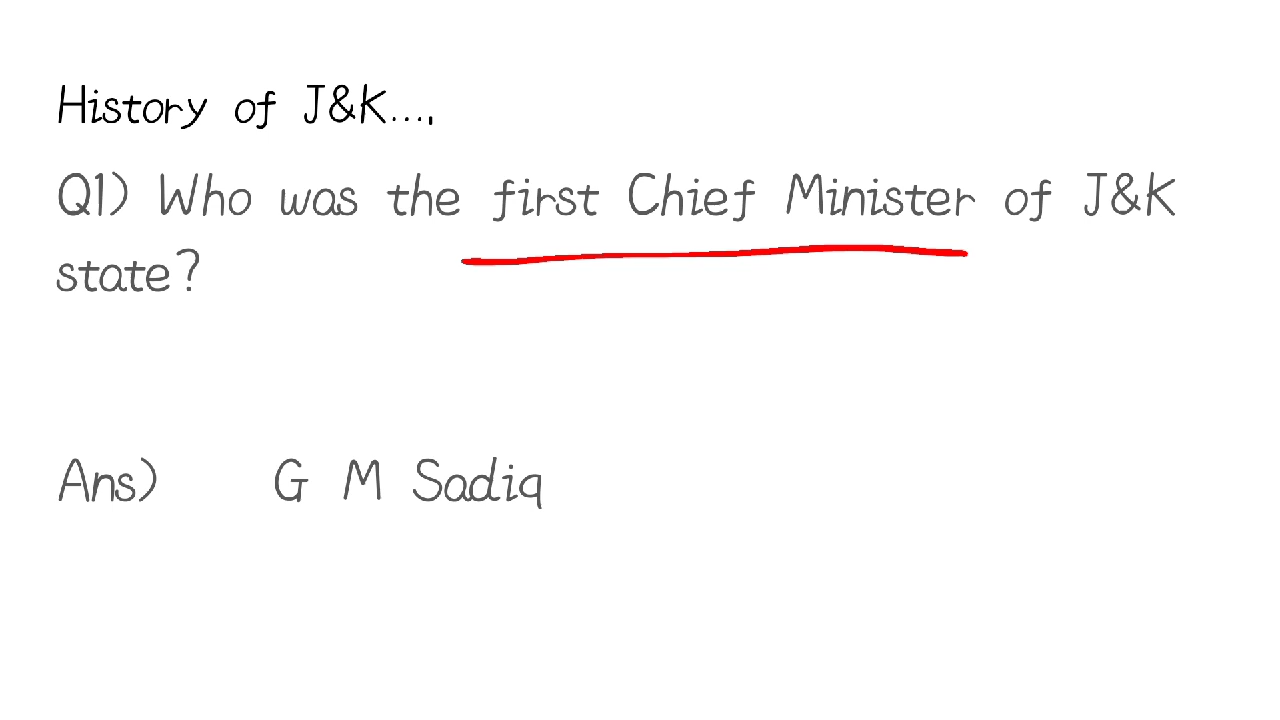 History of J&K....
Q1) Who was the first Chief Minister of J&K
state?
Ans) G M Sadiq